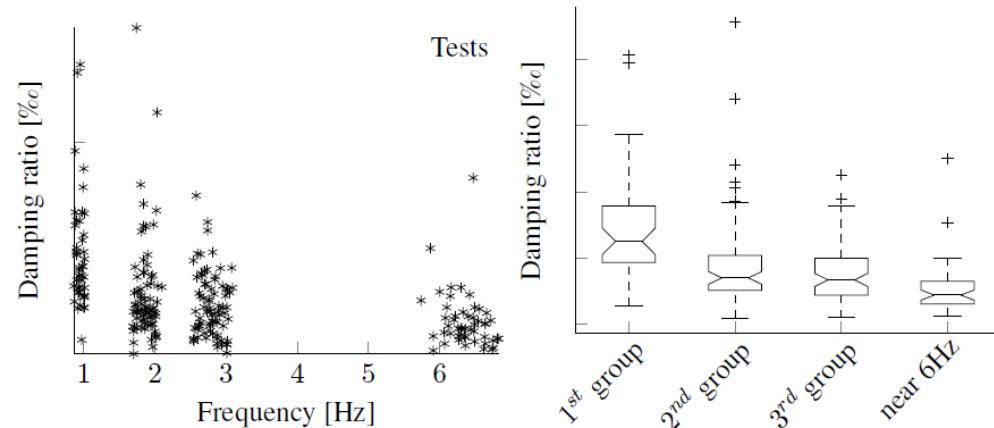 Tests
Damping ratio [‰]
1 2 3 4 5 6
Frequency [Hz]
Damping ratio [‰]
1st group
2nd group
3rd group
near 6Hz